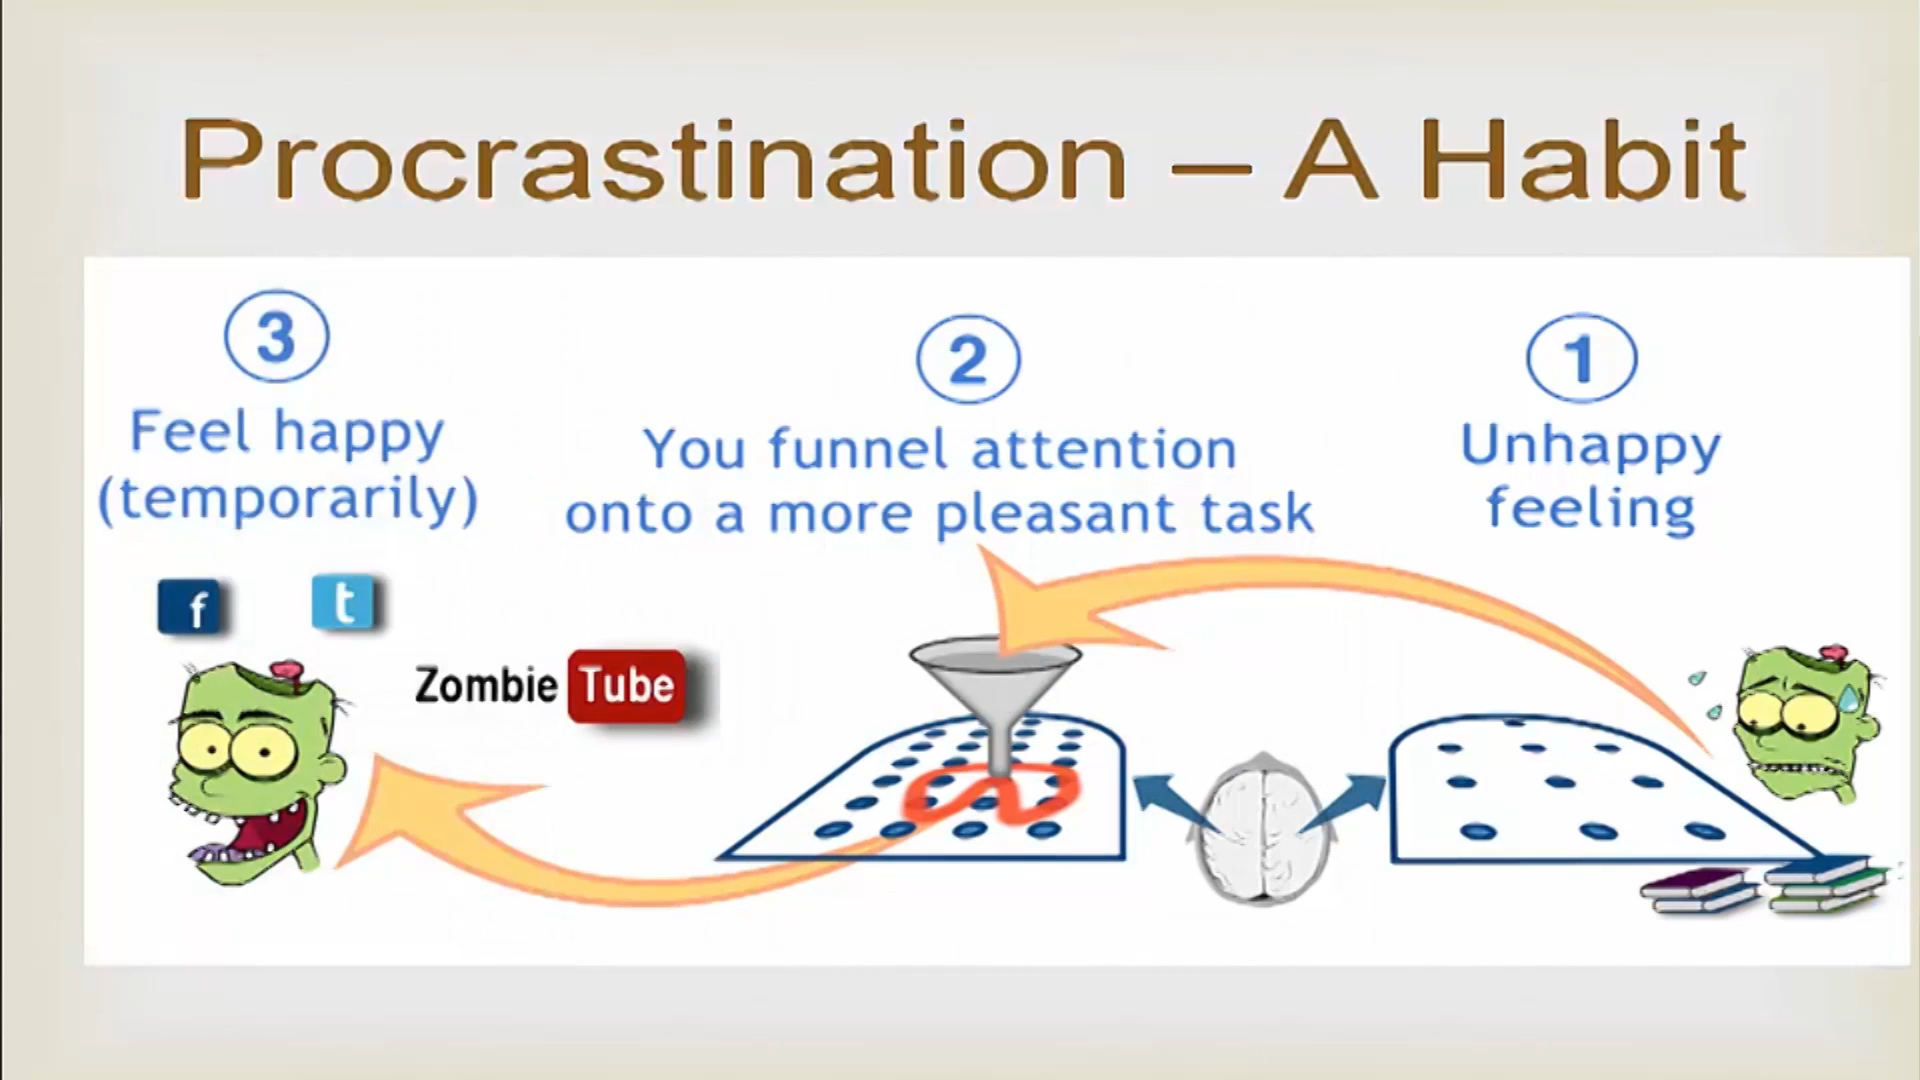 Procrastination – A Habit
3
Feel happy
(temporarily)
2
You funnel attention
onto a more pleasant task
1
Unhappy
feeling
f
t
Zombie Tube